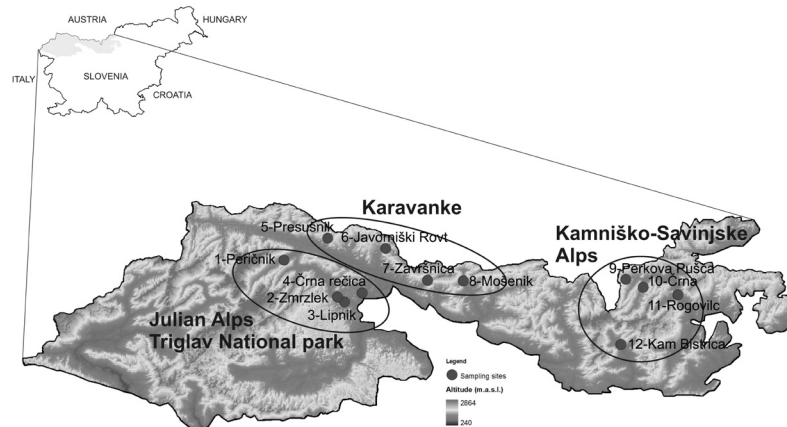 AUSTRIA
HUNGARY
ITALY
SLOVENIA
CROATIA
Karavanke
5-Presušnik
6-Javorniški Rovt
Kamniško-Savinjske
Alps
1-Peričnik
7-Završnica
9-Perkova Pušča
4-Črna rečica
8-Mošenik
10-Črna
2-Zmrzlek
11-Rogovilc
3-Lipnik
Julian Alps
Triglav National park
12-Kam Bistrica
Legend
Sampling sites
Altitude (m.a.s.l.)
2864
240